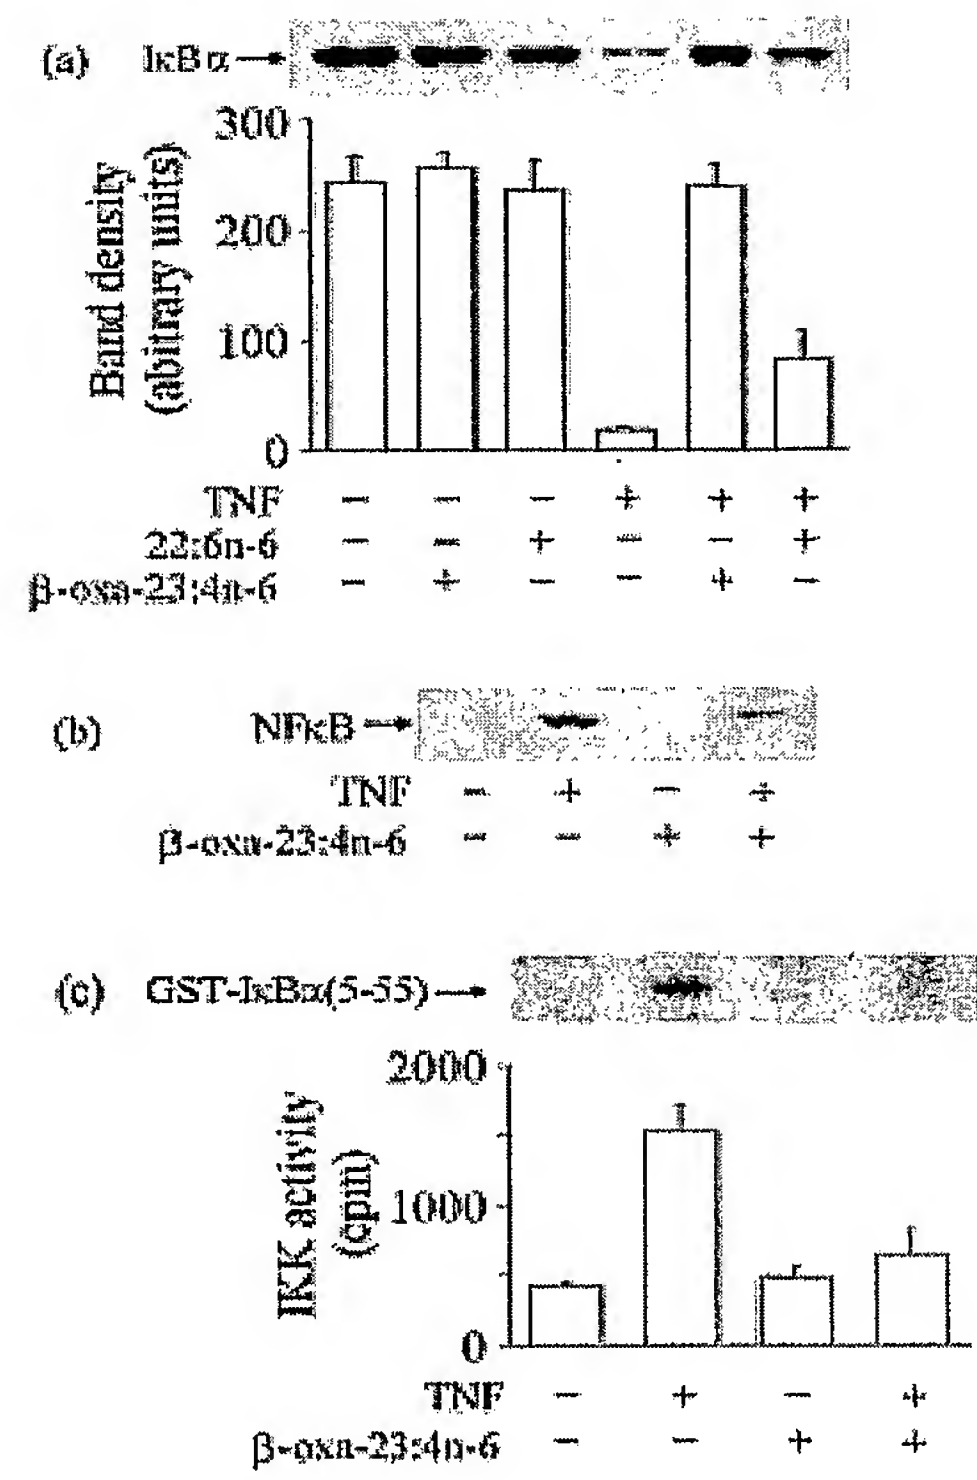 (a) IκBα
300
200
100
0
Band density
(abitrary units)
TNF - - - + + +
22:6n-6 - - + - - +
β-oxa-23:4n-6 - + - - + -
(b) NFκB
TNF - + - +
β-oxa-23:4n-6 - - + +
(c) GST-IκBα(5-55)
2000
1000
0
IKK activity
(cpm)
TNF - + - +
β-oxa-23:4n-6 - - + +